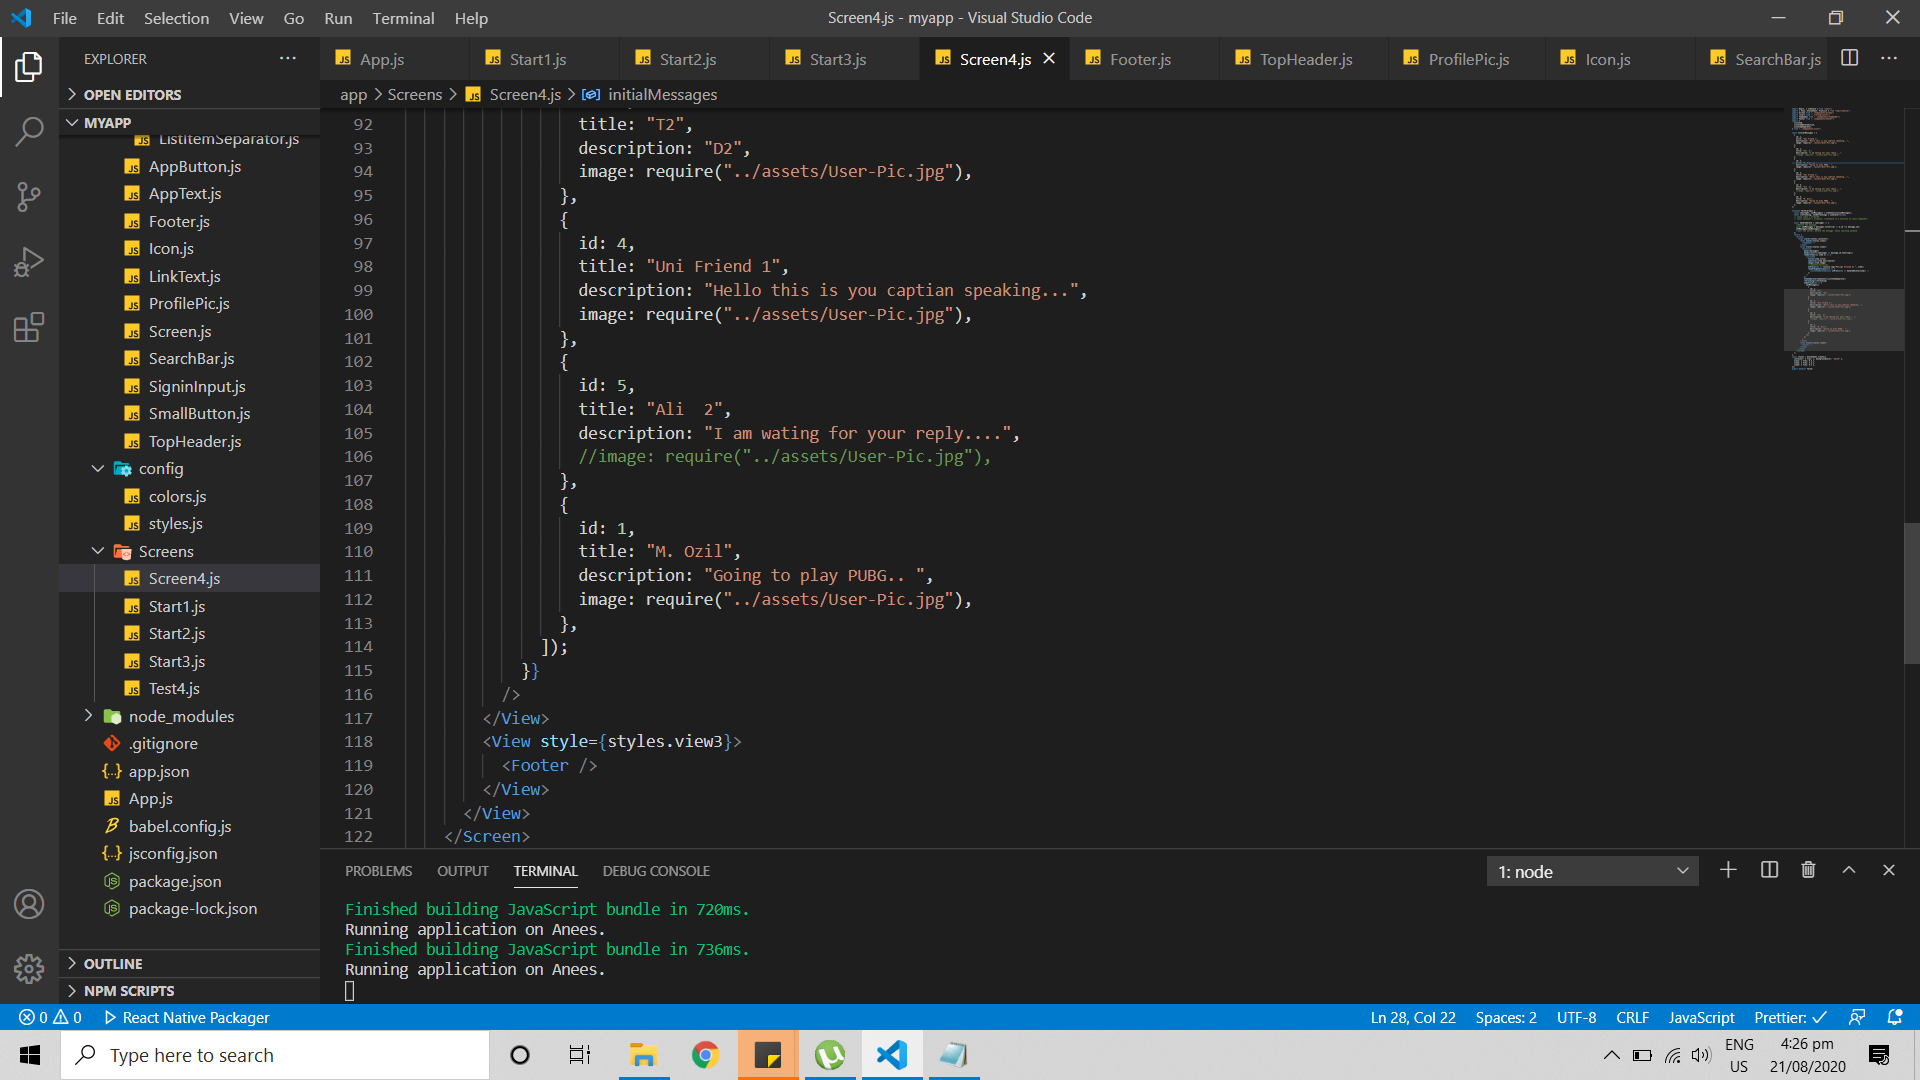 File Edit Selection View Go Run Terminal Help
Screen4.js - myapp - Visual Studio Code
EXPLORER
OPEN EDITORS
MYAPP
ListItemSeparator.js
AppButton.js
AppText.js
Footer.js
Icon.js
LinkText.js
ProfilePic.js
Screen.js
SearchBar.js
SigninInput.js
SmallButton.js
TopHeader.js
config
colors.js
styles.js
Screens
Screen4.js
Start1.js
Start2.js
Start3.js
Test4.js
node_modules
.gitignore
app.json
App.js
babel.config.js
jsconfig.json
package.json
package-lock.json
OUTLINE
NPM SCRIPTS
App.js Start1.js Start2.js Start3.js Screen4.js Footer.js TopHeader.js ProfilePic.js Icon.js SearchBar.js
app > Screens > Screen4.js > initialMessages
92 title: "T2",
93 description: "D2",
94 image: require("../assets/User-Pic.jpg"),
95 },
96 {
97 id: 4,
98 title: "Uni Friend 1",
99 description: "Hello this is you captian speaking...",
100 image: require("../assets/User-Pic.jpg"),
101 },
102 {
103 id: 5,
104 title: "Ali  2",
105 description: "I am wating for your reply....",
106 //image: require("../assets/User-Pic.jpg"),
107 },
108 {
109 id: 1,
110 title: "M. Ozil",
111 description: "Going to play PUBG.. ",
112 image: require("../assets/User-Pic.jpg"),
113 },
114 ]);
115 }}
116 />
117 </View>
118 <View style={styles.view3}>
119 <Footer />
120 </View>
121 </View>
122 </Screen>
PROBLEMS OUTPUT TERMINAL DEBUG CONSOLE
1: node
Finished building JavaScript bundle in 720ms.
Running application on Anees.
Finished building JavaScript bundle in 736ms.
Running application on Anees.
0 0 React Native Packager
Ln 28, Col 22 Spaces: 2 UTF-8 CRLF JavaScript Prettier: ✓
Type here to search
ENG
US
4:26 pm
21/08/2020